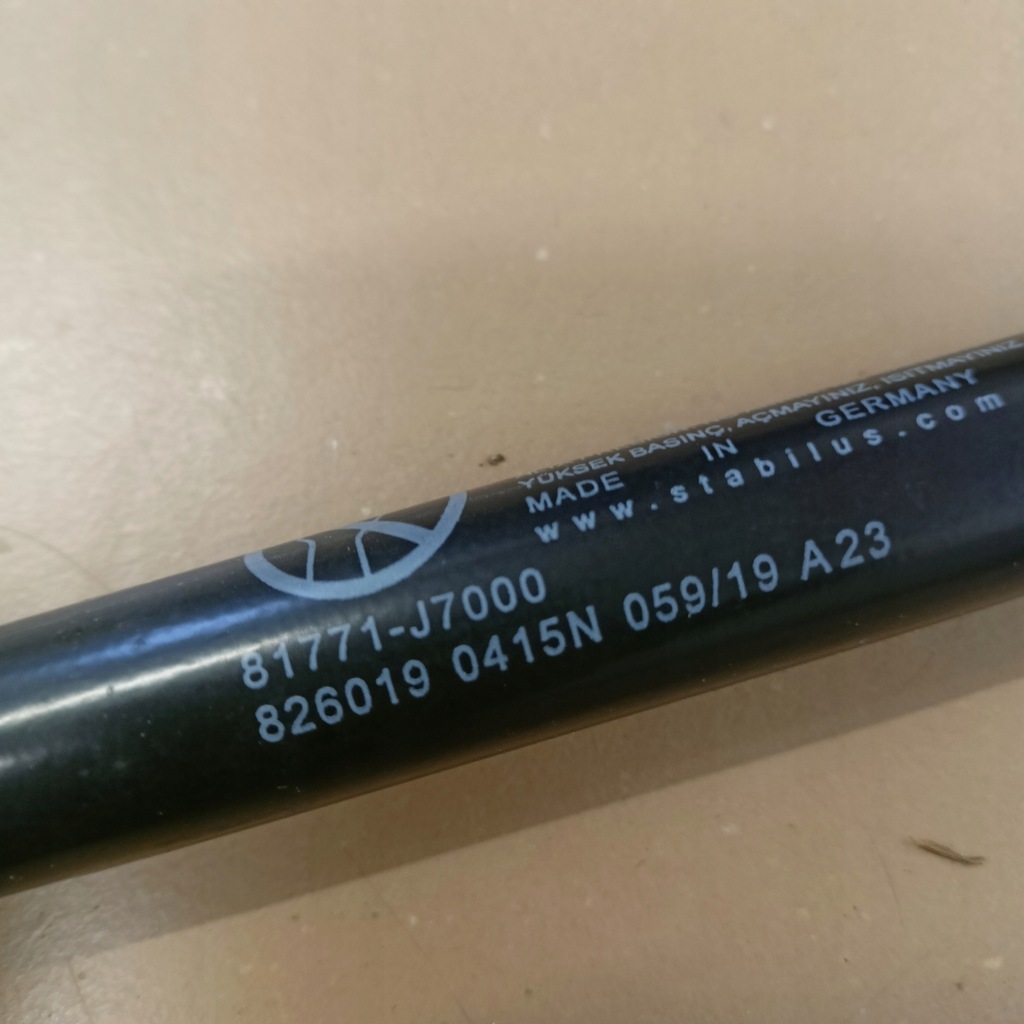 YÜKSEK BASINÇ, AÇMAYINIZ, ISITMAYINIZ
MADE IN GERMANY
www.stabilus.com
81771-J7000
826019 0415N 059/19 A23